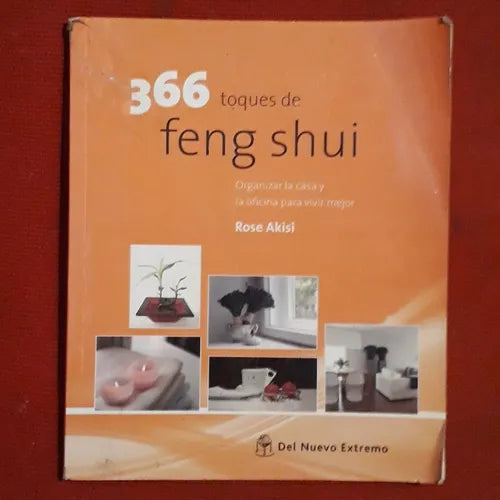 366 toques de
feng shui
Organizar la casa y
la oficina para vivir mejor
Rose Akisi
Del Nuevo Extremo